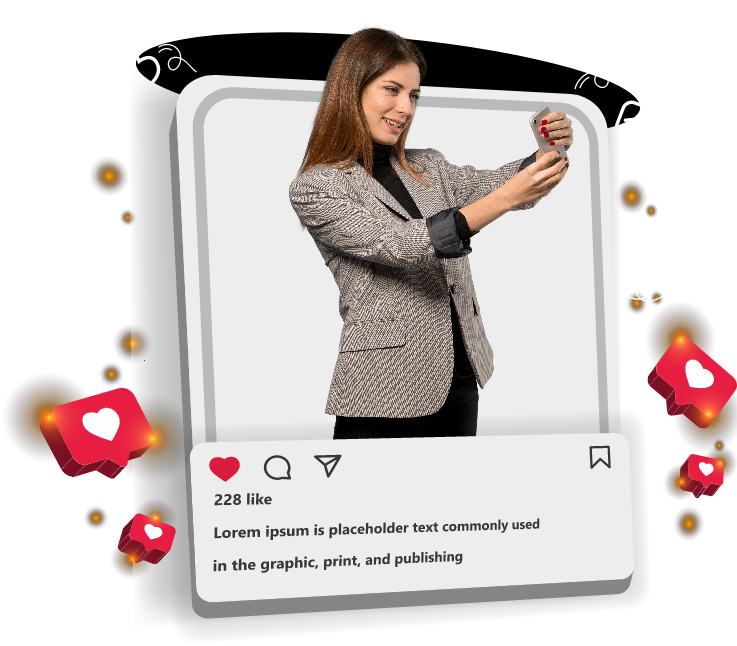 228 like
Lorem ipsum is placeholder text commonly used
in the graphic, print, and publishing